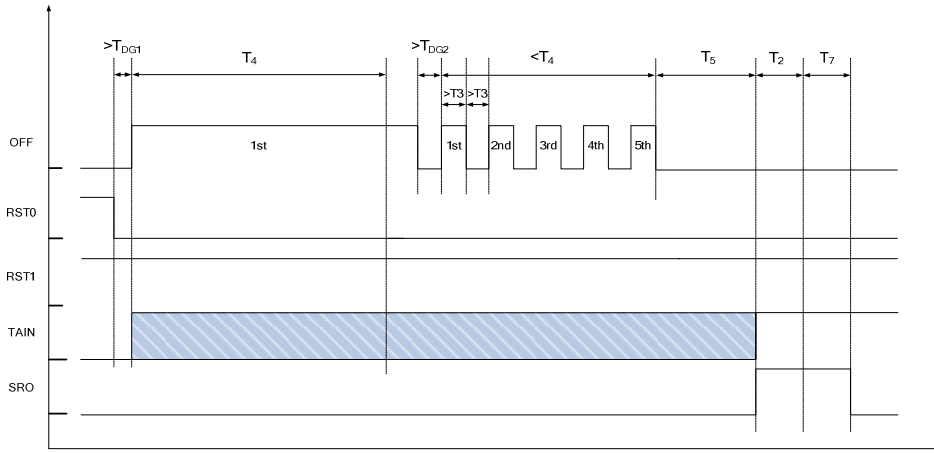 >TDG1
T4
>TDG2
<T4
T5
T2
T7
>T3
>T3
OFF
1st
1st
2nd
3rd
4th
5th
RST0
RST1
TAIN
SRO